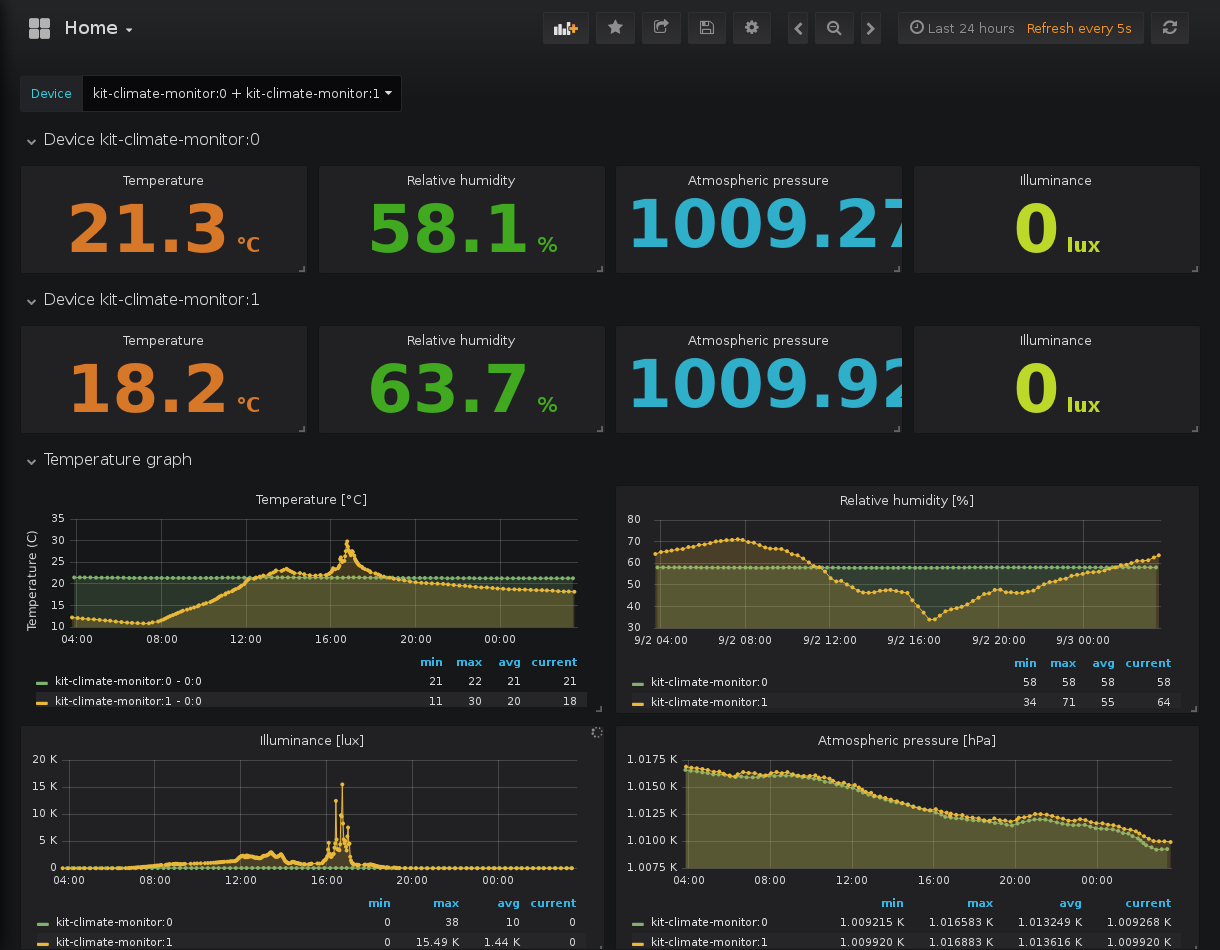 Home
Last 24 hours Refresh every 5s
Device kit-climate-monitor:0 + kit-climate-monitor:1
Device kit-climate-monitor:0
Temperature Relative humidity Atmospheric pressure Illuminance
21.3 °C 58.1 % 1009.27 0 lux
Device kit-climate-monitor:1
Temperature Relative humidity Atmospheric pressure Illuminance
18.2 °C 63.7 % 1009.92 0 lux
Temperature graph
Temperature [°C]
Temperature (C)
35
30
25
20
15
10
04:00 08:00 12:00 16:00 20:00 00:00
min max avg current
kit-climate-monitor:0 - 0:0 21 22 21 21
kit-climate-monitor:1 - 0:0 11 30 20 18
Relative humidity [%]
80
70
60
50
40
30
9/2 04:00 9/2 08:00 9/2 12:00 9/2 16:00 9/2 20:00 9/3 00:00
min max avg current
kit-climate-monitor:0 58 58 58 58
kit-climate-monitor:1 34 71 55 64
Illuminance [lux]
20 K
15 K
10 K
5 K
0
04:00 08:00 12:00 16:00 20:00 00:00
min max avg current
kit-climate-monitor:0 0 38 10 0
kit-climate-monitor:1 0 15.49 K 1.44 K 0
Atmospheric pressure [hPa]
1.0175 K
1.0150 K
1.0125 K
1.0100 K
1.0075 K
04:00 08:00 12:00 16:00 20:00 00:00
min max avg current
kit-climate-monitor:0 1.009215 K 1.016583 K 1.013249 K 1.009268 K
kit-climate-monitor:1 1.009920 K 1.016883 K 1.013616 K 1.009920 K